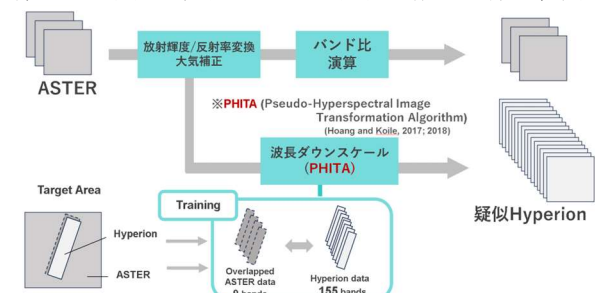 ASTER
放射輝度/反射率変換
大気補正
バンド比
演算
※PHITA (Pseudo-Hyperspectral Image
Transformation Algorithm)
(Hoang and Koile, 2017; 2018)
波長ダウンスケール
(PHITA)
疑似Hyperion
Target Area
Hyperion
ASTER
Training
Overlapped
ASTER data
9 bands
Hyperion data
155 bands